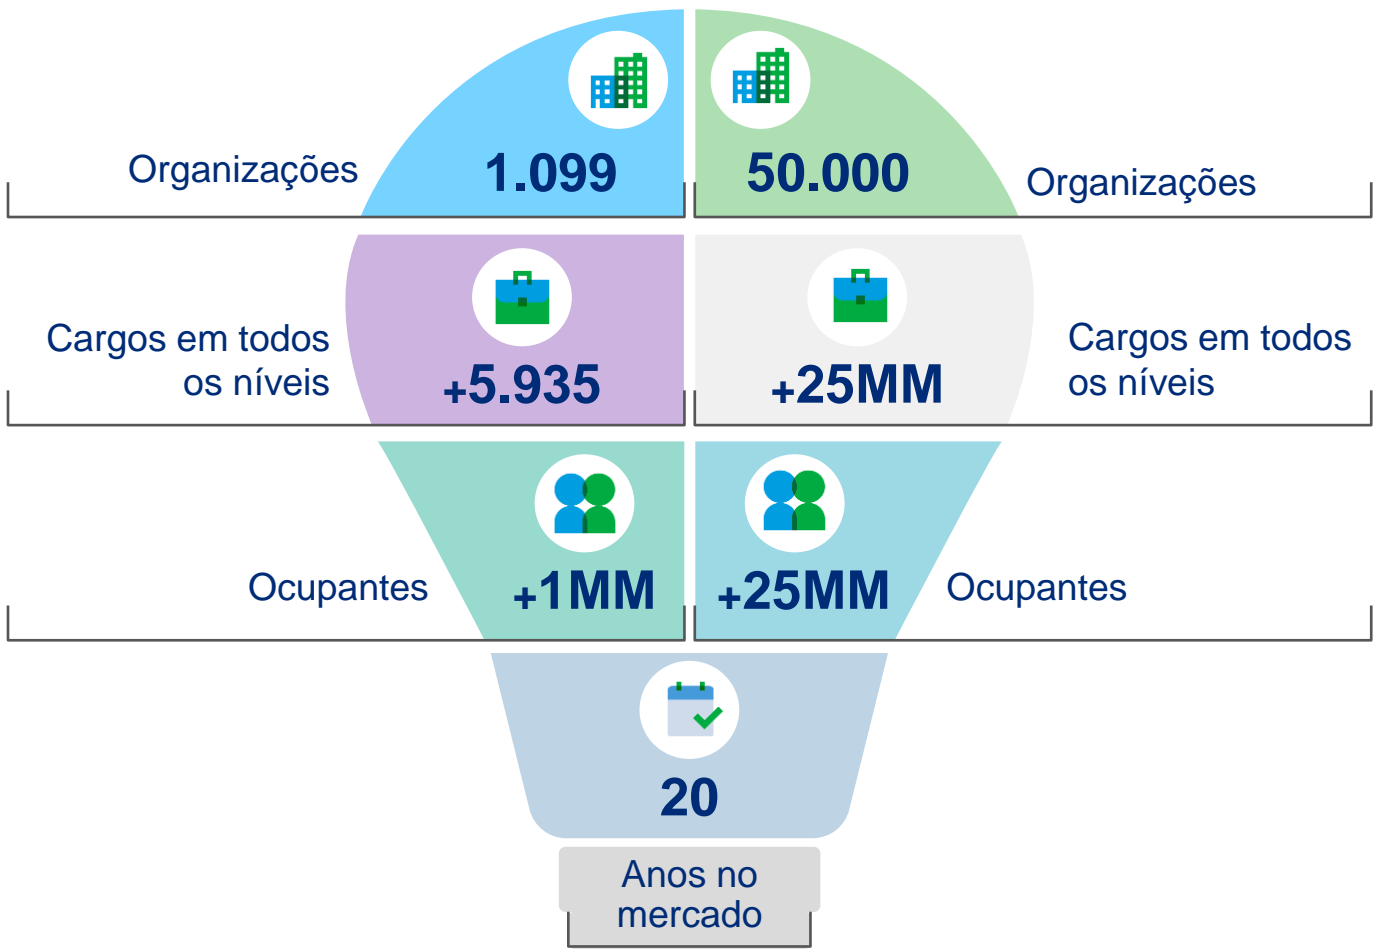 Organizações
1.099
50.000
Organizações
Cargos em todos
os níveis
+5.935
+25MM
Cargos em todos
os níveis
Ocupantes
+1MM
+25MM
Ocupantes
20
Anos no
mercado